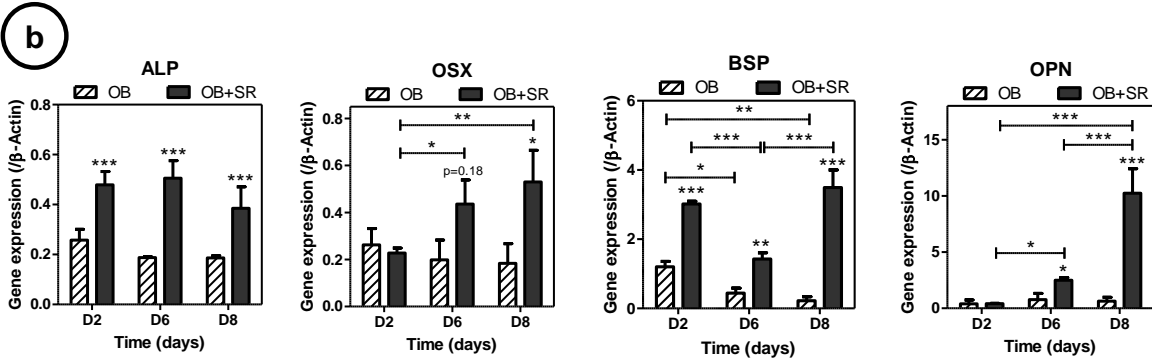 b
ALP
OB OB+SR
Gene expression (/β-Actin)
0.8
0.6
0.4
0.2
0.0
***
***
***
D2 D6 D8
Time (days)
OSX
OB OB+SR
Gene expression (/β-Actin)
0.8
0.6
0.4
0.2
0.0
**
*
*
p=0.18
D2 D6 D8
Time (days)
BSP
OB OB+SR
Gene expression (/β-Actin)
6
4
2
0
**
*** ***
*
***
***
**
D2 D6 D8
Time (days)
OPN
OB OB+SR
Gene expression (/β-Actin)
15
10
5
0
***
***
***
*
*
D2 D6 D8
Time (days)